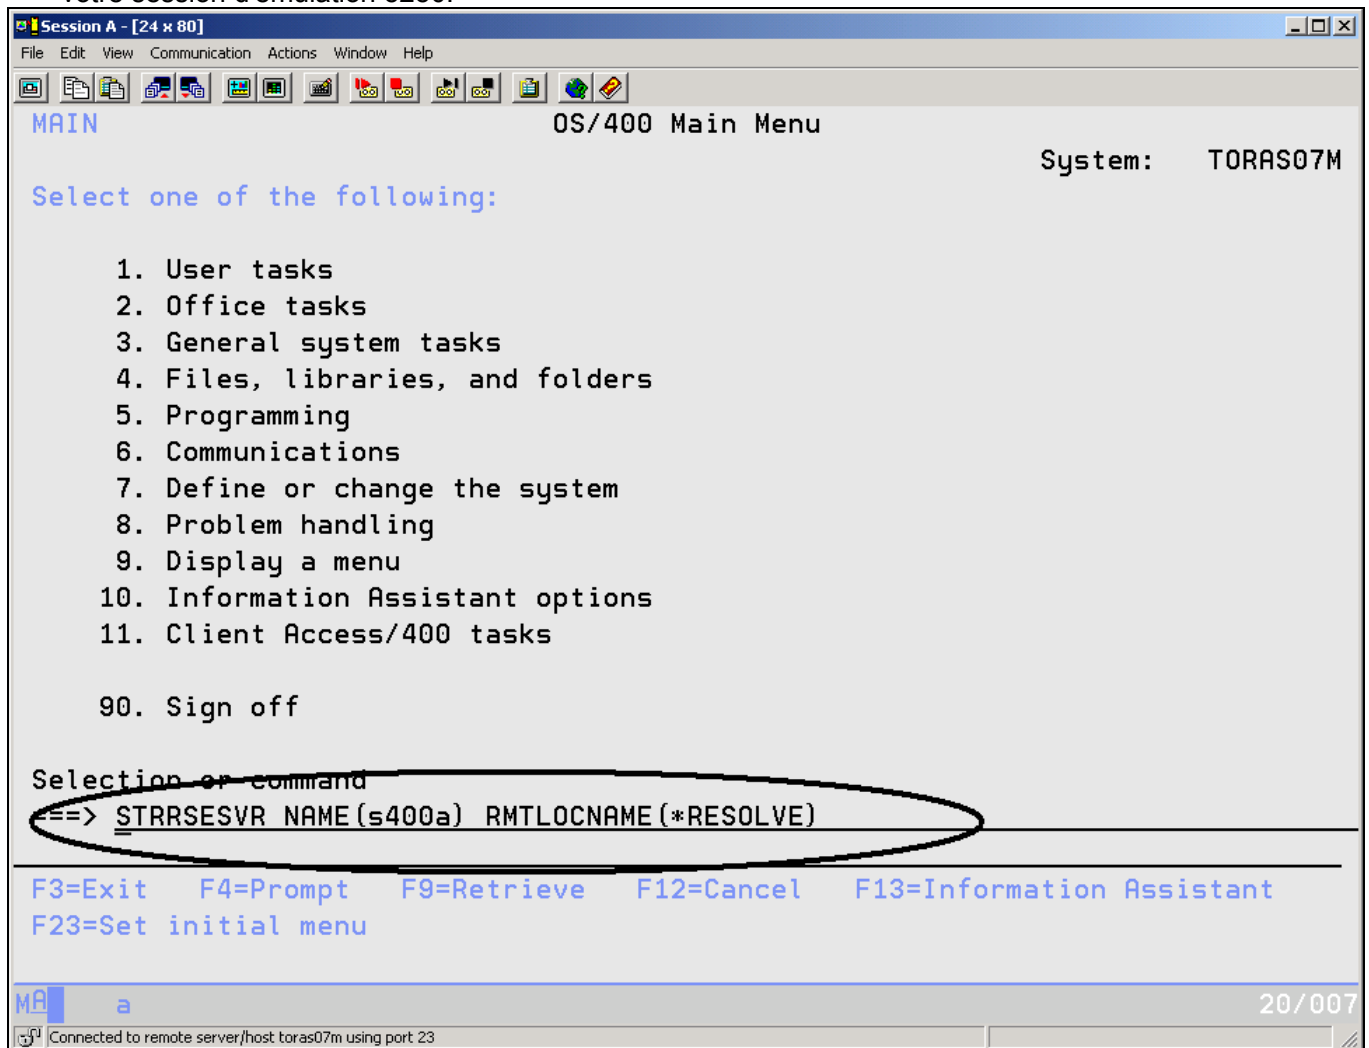 votre session d'émulation 5250.
Session A - [24 x 80]
File Edit View Communication Actions Window Help
MAIN OS/400 Main Menu
System: TORAS07M
Select one of the following:
1. User tasks
2. Office tasks
3. General system tasks
4. Files, libraries, and folders
5. Programming
6. Communications
7. Define or change the system
8. Problem handling
9. Display a menu
10. Information Assistant options
11. Client Access/400 tasks
90. Sign off
Selection or command
===> STRRSESVR NAME(s400a) RMTLOCNAME(*RESOLVE)
F3=Exit F4=Prompt F9=Retrieve F12=Cancel F13=Information Assistant
F23=Set initial menu
MA a 20/007
Connected to remote server/host toras07m using port 23